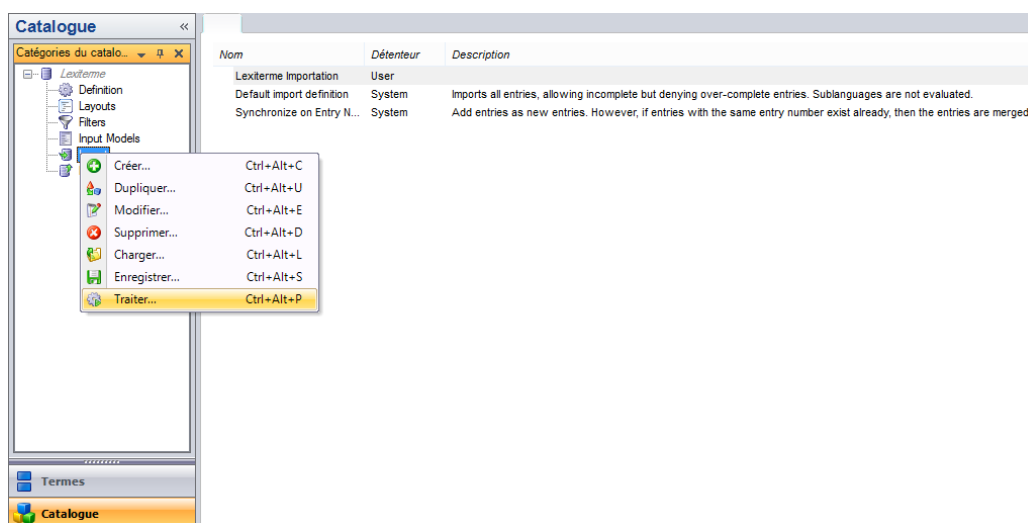 Catalogue «
Catégories du catalo...
Nom Détenteur Description
Lexiterme
Lexiterme Importation User
Definition
Default import definition System Imports all entries, allowing incomplete but denying over-complete entries. Sublanguages are not evaluated.
Layouts
Synchronize on Entry N... System Add entries as new entries. However, if entries with the same entry number exist already, then the entries are merged
Filters
Input Models
Créer... Ctrl+Alt+C
Dupliquer... Ctrl+Alt+U
Modifier... Ctrl+Alt+E
Supprimer... Ctrl+Alt+D
Charger... Ctrl+Alt+L
Enregistrer... Ctrl+Alt+S
Traiter... Ctrl+Alt+P
Termes
Catalogue